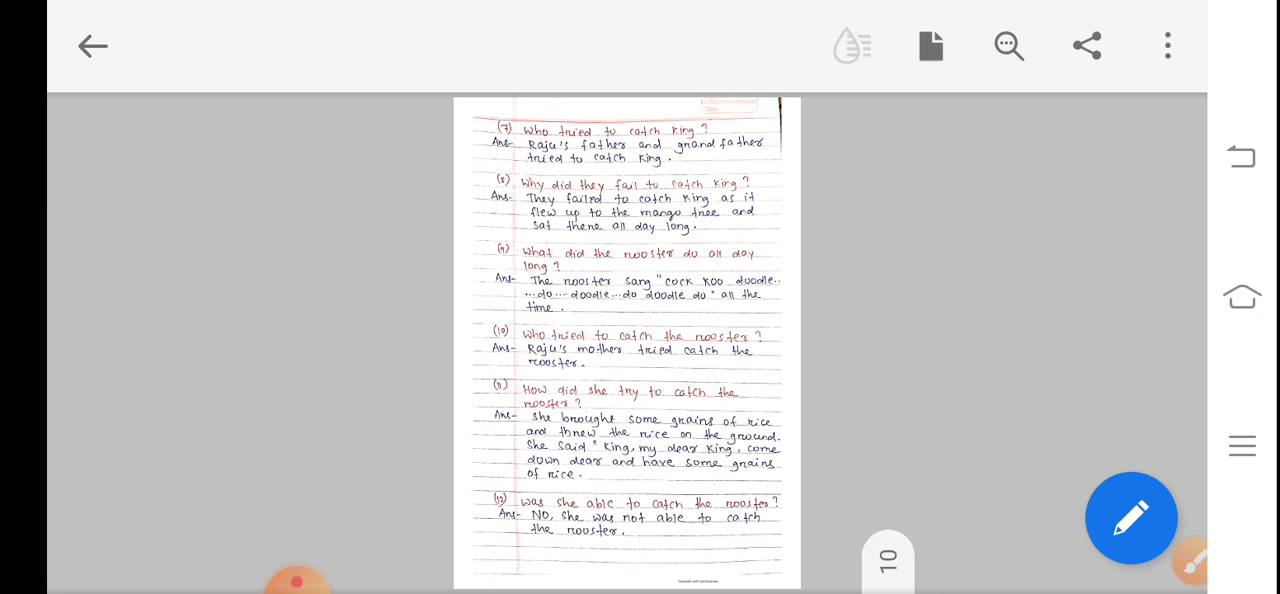 (7) Who tried to catch King?
Ans- Raju's father and grand father
tried to catch King.
(8) Why did they fail to catch King?
Ans- They failed to catch King as it
flew up to the mango tree and
sat there all day long.
(9) What did the rooster do all day
long?
Ans- The rooster sang "cock koo doodle..
...do....doodle...do doodle do" all the
time.
(10) Who tried to catch the rooster?
Ans- Raju's mother tried catch the
rooster.
(11) How did she try to catch the
rooster?
Ans- She brought some grains of rice
and threw the rice on the ground.
She said "King, my dear King, come
down dear and have some grains
of rice.
(12) Was she able to catch the rooster?
Ans- No, she was not able to catch
the rooster.
Scanned with CamScanner
10